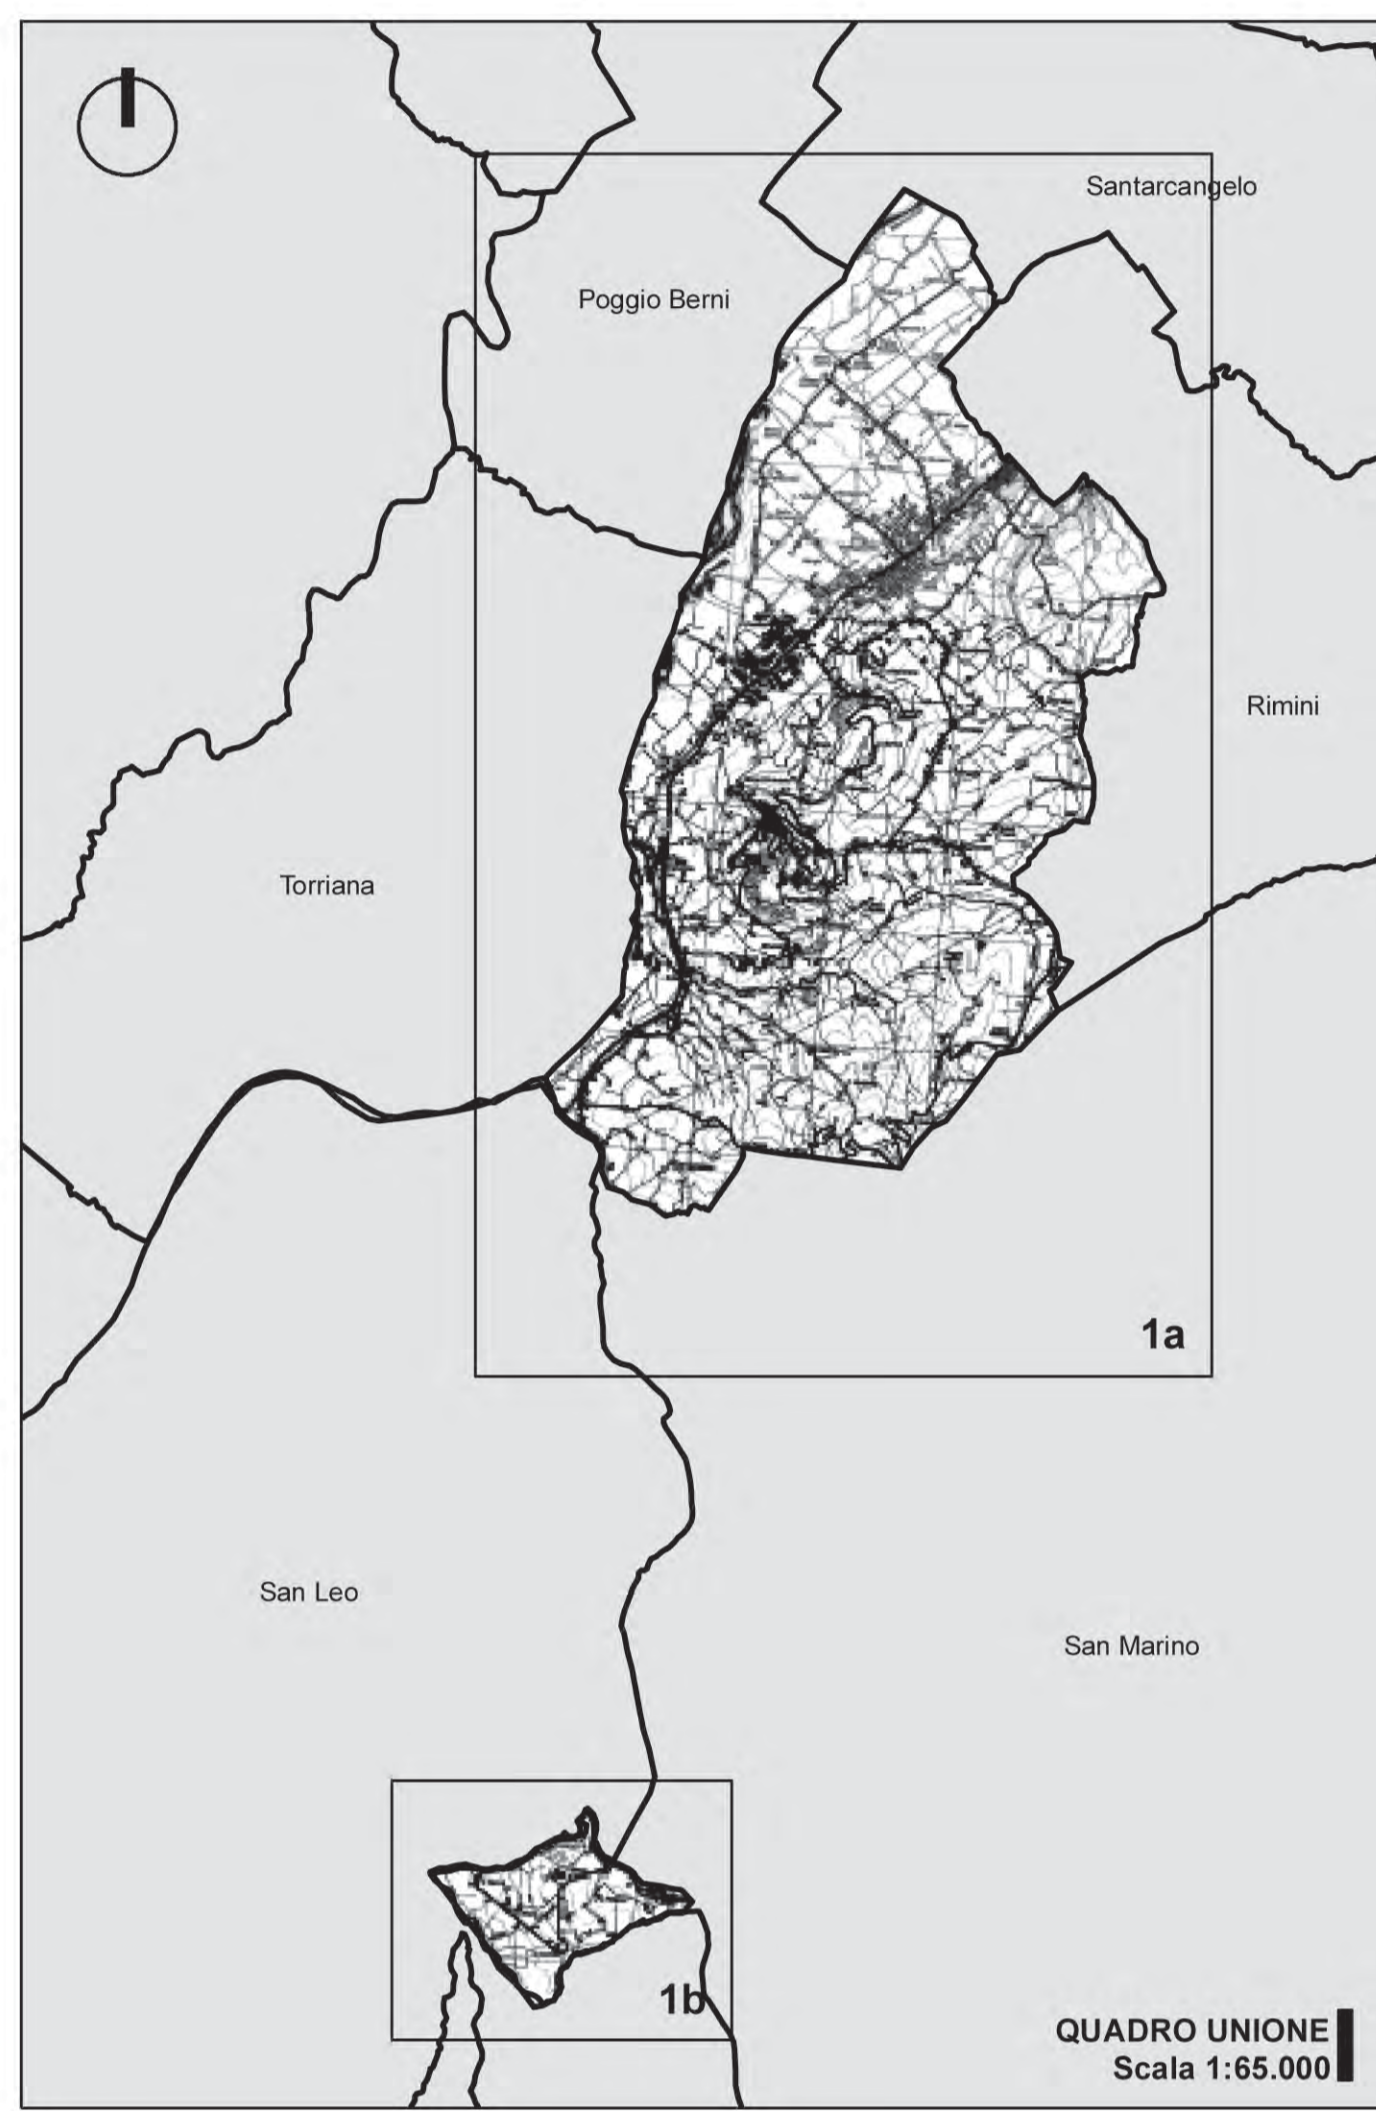 Santarcangelo
Poggio Berni
Rimini
Torriana
1a
San Leo
San Marino
1b
QUADRO UNIONE
Scala 1:65.000